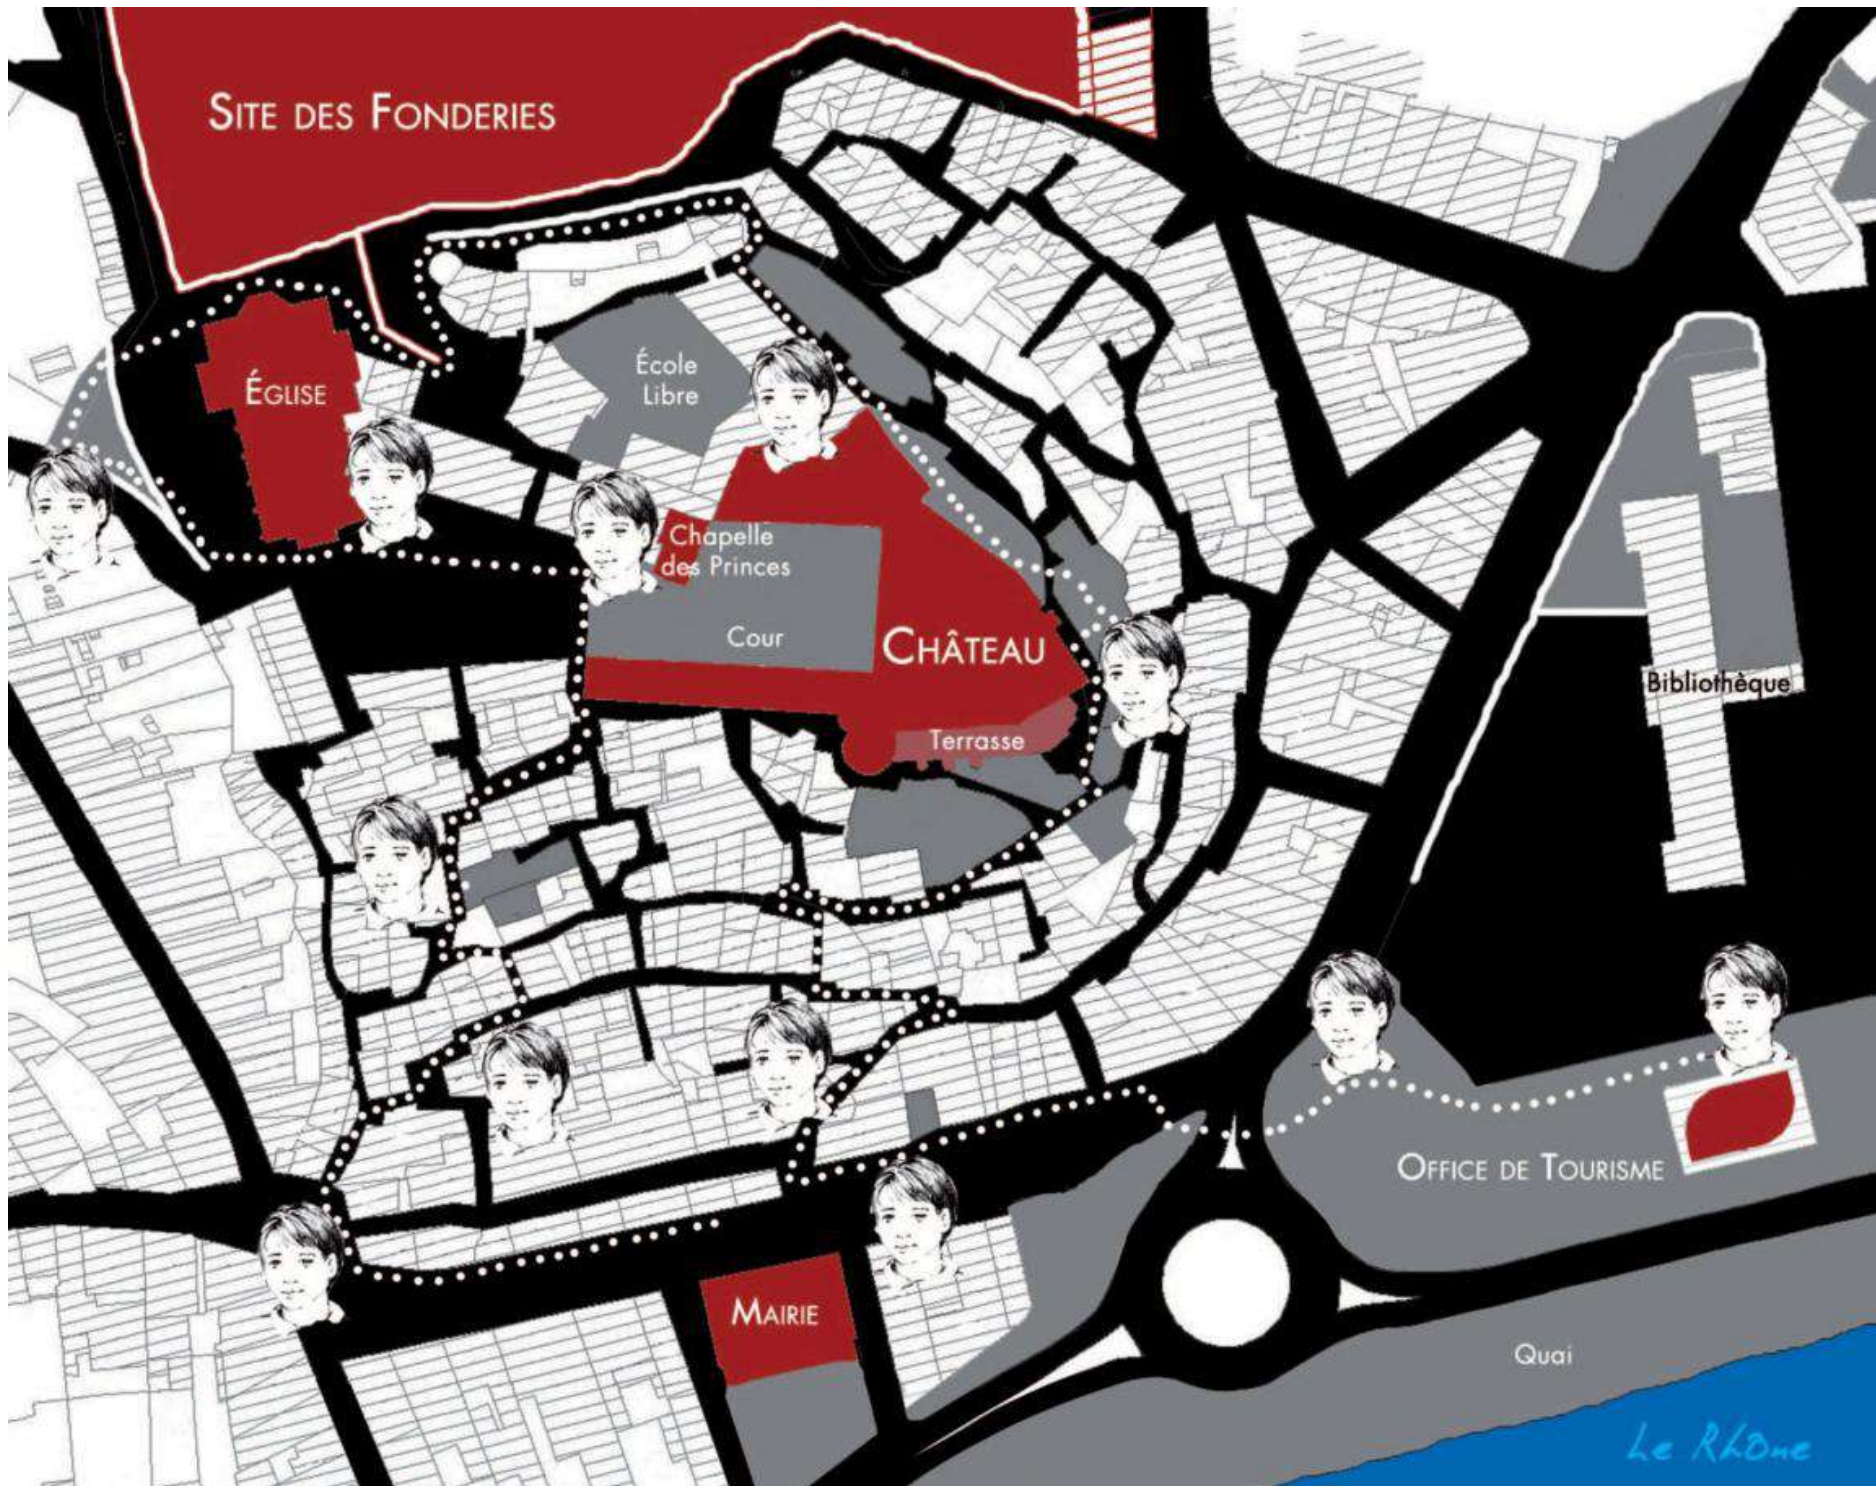 SITE DES FONDERIES
ÉGLISE
École
Libre
Chapelle
des Princes
Cour
CHÂTEAU
Terrasse
Bibliothèque
OFFICE DE TOURISME
MAIRIE
Quai
Le Rhône